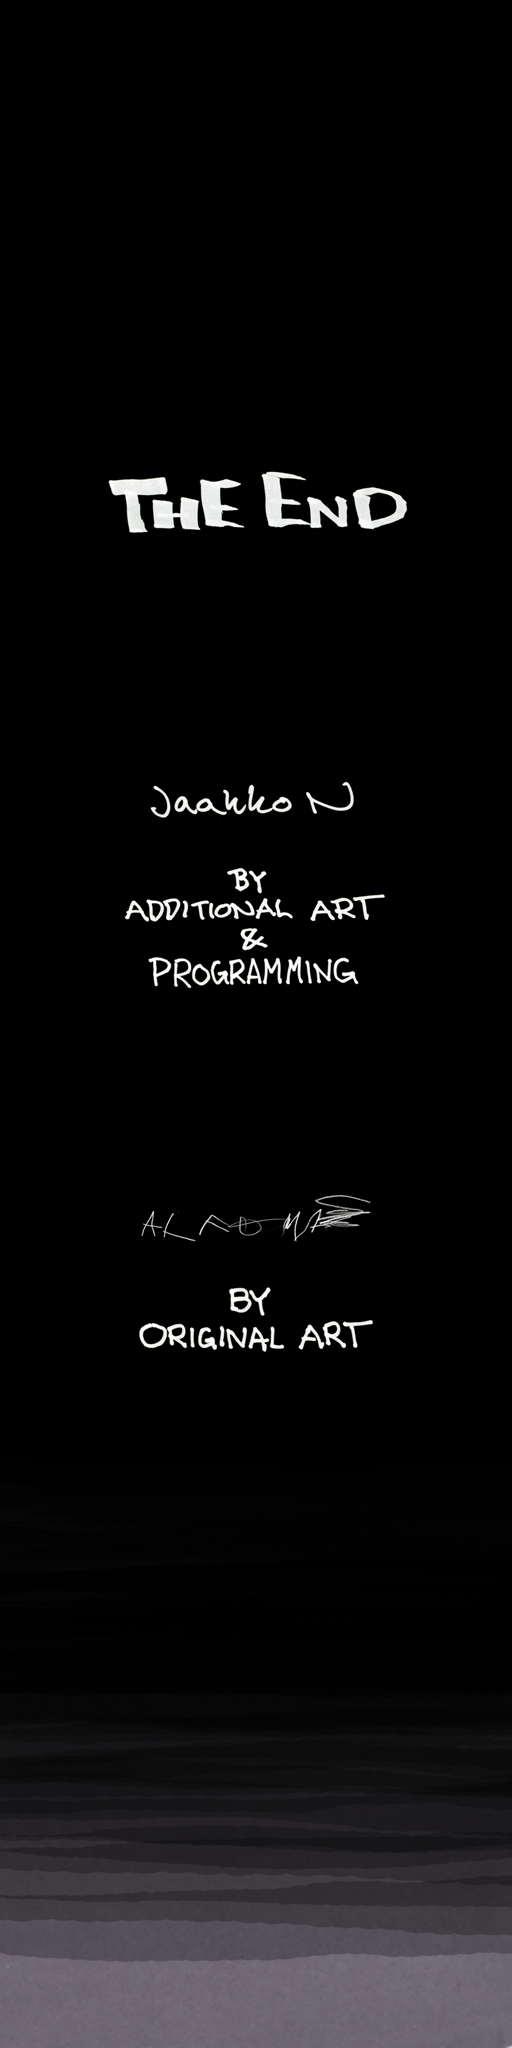 THE END
Jaakko N
BY
ADDITIONAL ART
&
PROGRAMMING
BY
ORIGINAL ART